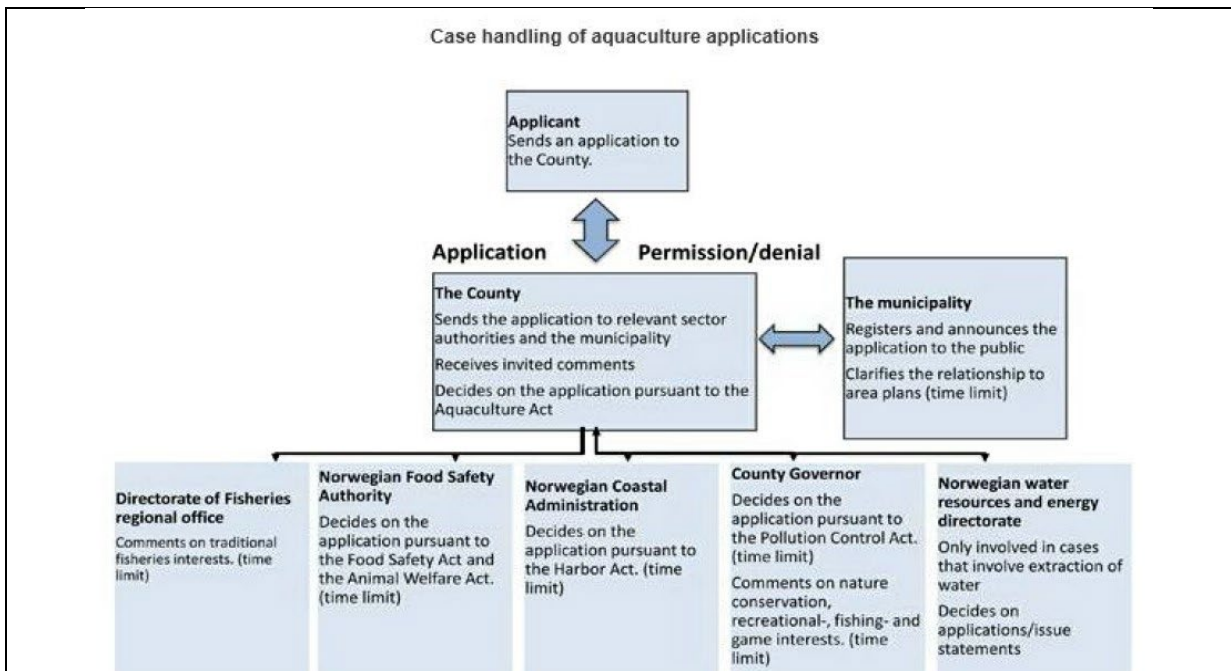 Case handling of aquaculture applications
Applicant
Sends an application to
the County.
Application
Permission/denial
The County
Sends the application to relevant sector
authorities and the municipality
Receives invited comments
Decides on the application pursuant to the
Aquaculture Act
The municipality
Registers and announces the
application to the public
Clarifies the relationship to
area plans (time limit)
Directorate of Fisheries
regional office
Comments on traditional
fisheries interests. (time
limit)
Norwegian Food Safety
Authority
Decides on the
application pursuant to
the Food Safety Act and
the Animal Welfare Act.
(time limit)
Norwegian Coastal
Administration
Decides on the
application pursuant to
the Harbor Act. (time
limit)
County Governor
Decides on the
application pursuant to
the Pollution Control Act.
(time limit)
Comments on nature
conservation,
recreational-, fishing- and
game interests. (time
limit)
Norwegian water
resources and energy
directorate
Only involved in cases
that involve extraction of
water
Decides on
applications/issue
statements